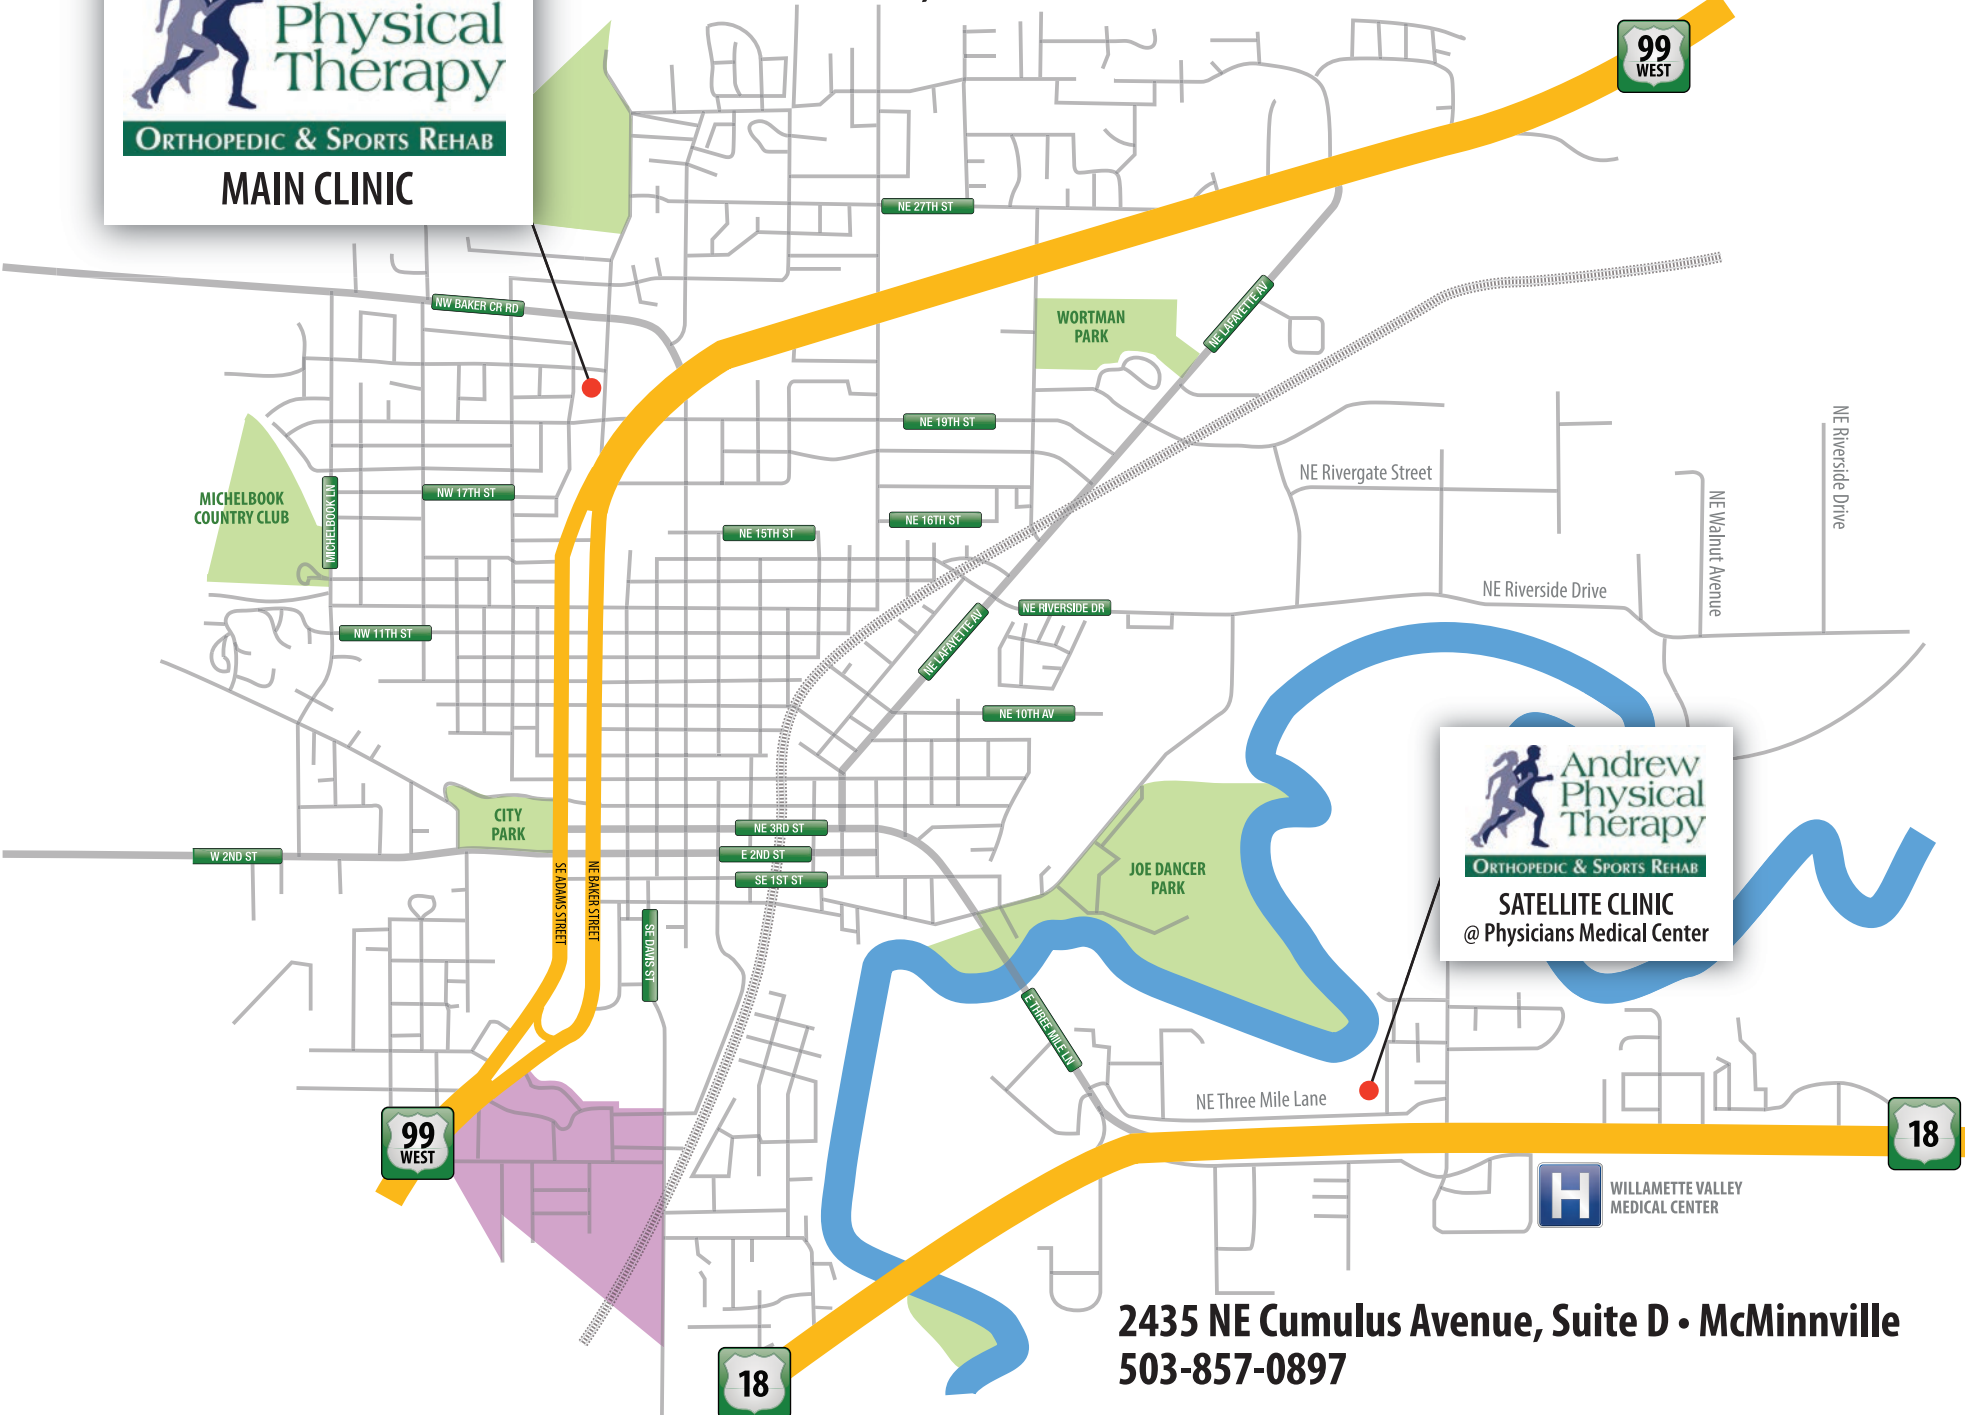 Physical
Therapy
ORTHOPEDIC & SPORTS REHAB
MAIN CLINIC
99
WEST
NE 27TH ST
NW BAKER CR RD
WORTMAN
PARK
NE LAFAYETTE AV
NE 19TH ST
NE Rivergate Street
NE Riverside Drive
MICHELBOOK
COUNTRY CLUB
MICHELBOOK LN
NW 17TH ST
NE 16TH ST
NE 15TH ST
NE Walnut Avenue
NE Riverside Drive
NE RIVERSIDE DR
NW 11TH ST
NE LAFAYETTE AV
NE 10TH AV
Andrew
Physical
Therapy
ORTHOPEDIC & SPORTS REHAB
SATELLITE CLINIC
@ Physicians Medical Center
CITY
PARK
NE 3RD ST
W 2ND ST
E 2ND ST
SE 1ST ST
JOE DANCER
PARK
SE ADAMS STREET
NE BAKER STREET
SE DAVIS ST
E THREE MILE LN
NE Three Mile Lane
99
WEST
18
H
WILLAMETTE VALLEY
MEDICAL CENTER
2435 NE Cumulus Avenue, Suite D • McMinnville
503-857-0897
18